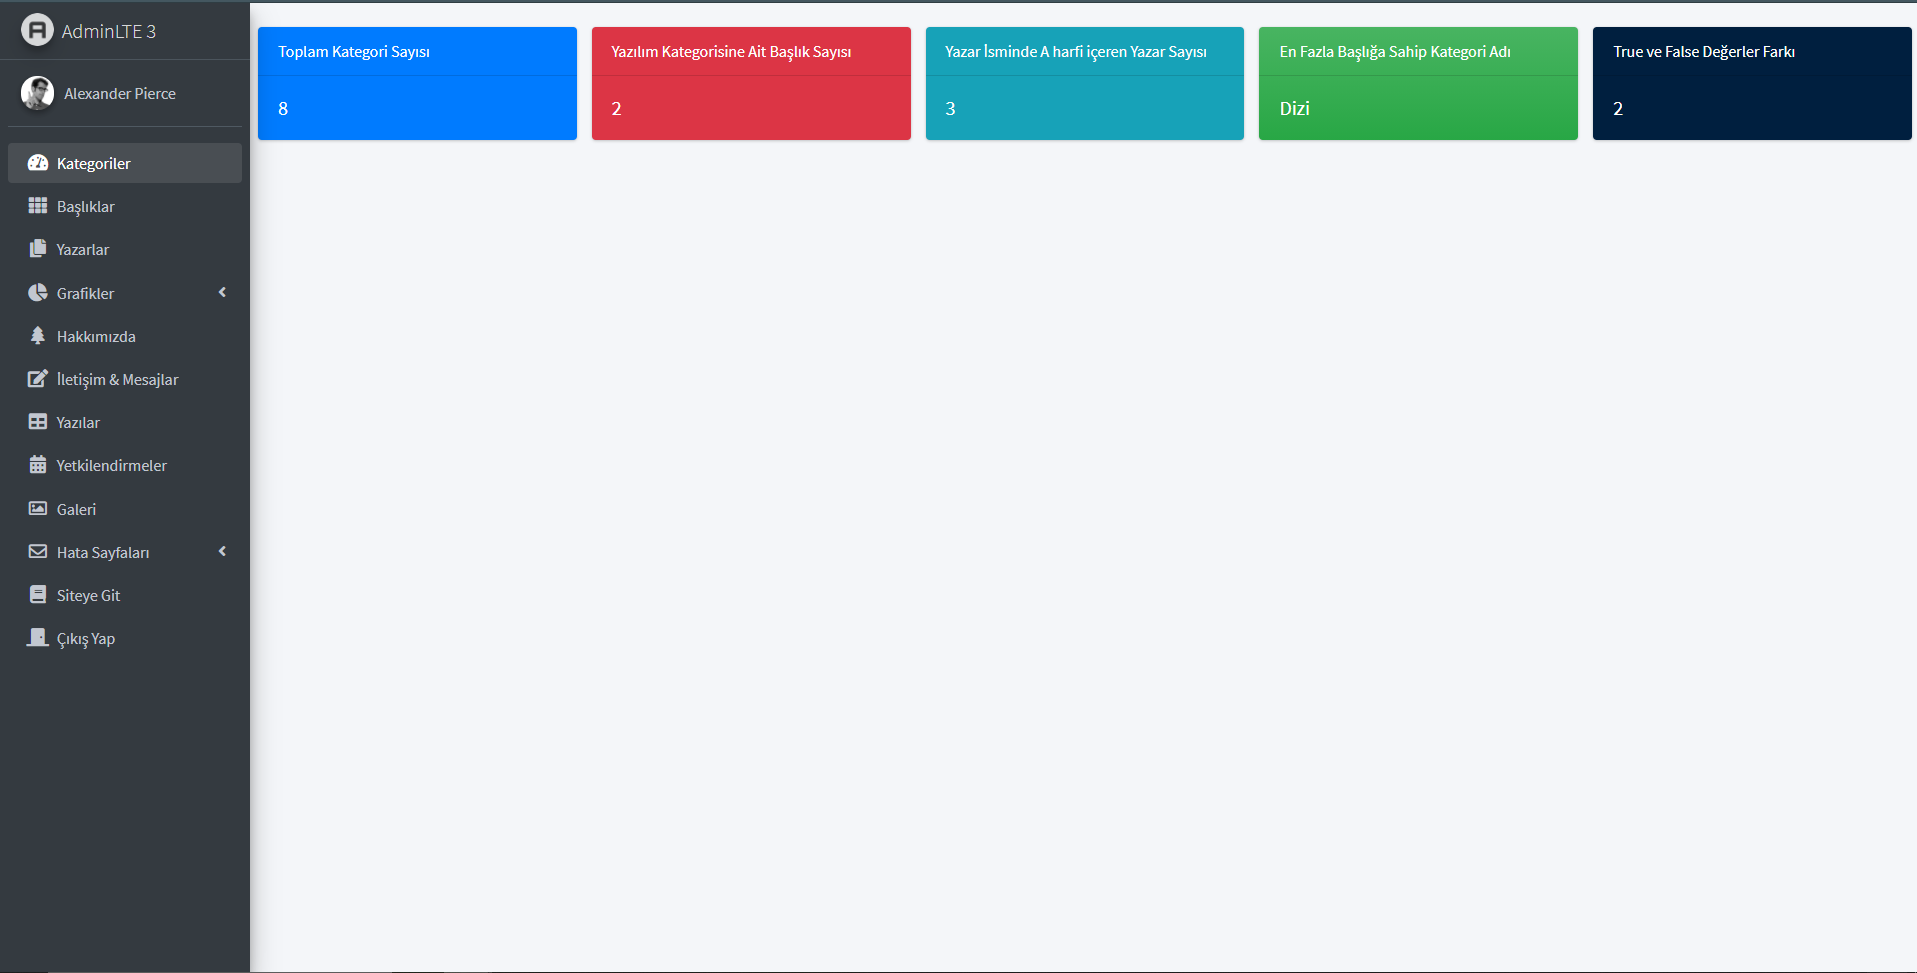 AdminLTE 3
Alexander Pierce
Kategoriler
Başlıklar
Yazarlar
Grafikler
Hakkımızda
İletişim & Mesajlar
Yazılar
Yetkilendirmeler
Galeri
Hata Sayfaları
Siteye Git
Çıkış Yap
Toplam Kategori Sayısı
8
Yazılım Kategorisine Ait Başlık Sayısı
2
Yazar İsminde A harfi içeren Yazar Sayısı
3
En Fazla Başlığa Sahip Kategori Adı
Dizi
True ve False Değerler Farkı
2